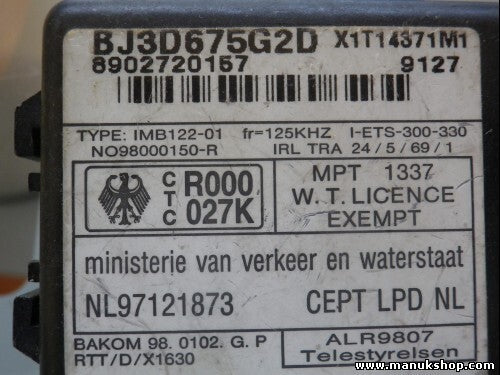 BJ3D675G2D X1T14371M1
8902720157 9127
TYPE: IMB122-01 fr=125KHZ I-ETS-300-330
NO98000150-R IRL TRA 24/5/69/1
CTC R000 027K
MPT 1337
W.T. LICENCE
EXEMPT
ministerie van verkeer en waterstaat
NL97121873 CEPT LPD NL
BAKOM 98. 0102. G. P
RTT/D/X1630
ALR9807
Telestyrelsen
www.manukshop.com